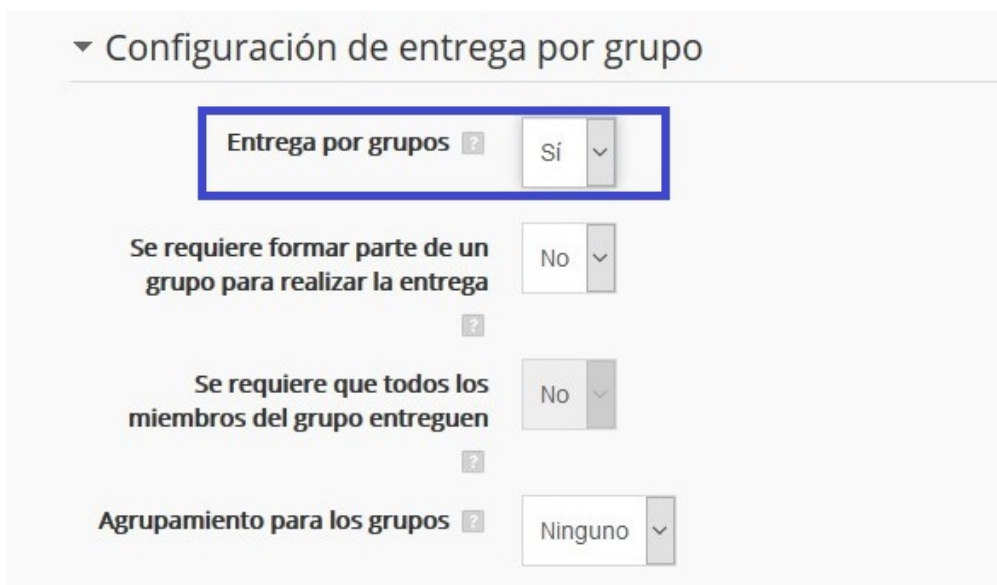 Configuración de entrega por grupo
Entrega por grupos ? Sí
Se requiere formar parte de un
grupo para realizar la entrega
No
?
Se requiere que todos los
miembros del grupo entreguen
No
?
Agrupamiento para los grupos ? Ninguno